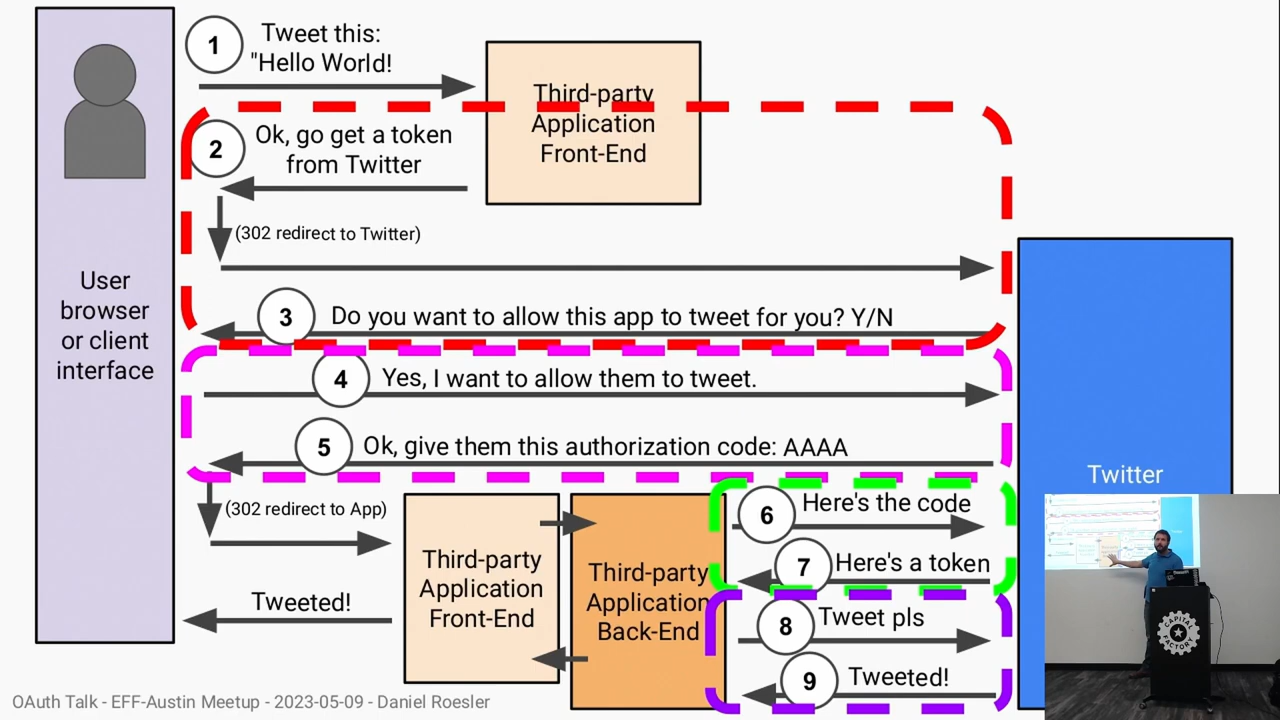 1
Tweet this:
"Hello World!
Third-party
Application
Front-End
2
Ok, go get a token
from Twitter
(302 redirect to Twitter)
3
Do you want to allow this app to tweet for you? Y/N
User
browser
or client
interface
4
Yes, I want to allow them to tweet.
5
Ok, give them this authorization code: AAAA
Twitter
(302 redirect to App)
Third-party
Application
Front-End
Third-party
Application
Back-End
6
Here's the code
7
Here's a token
Tweeted!
8
Tweet pls
9
Tweeted!
CAPITAL
FACTORY
OAuth Talk - EFF-Austin Meetup - 2023-05-09 - Daniel Roesler